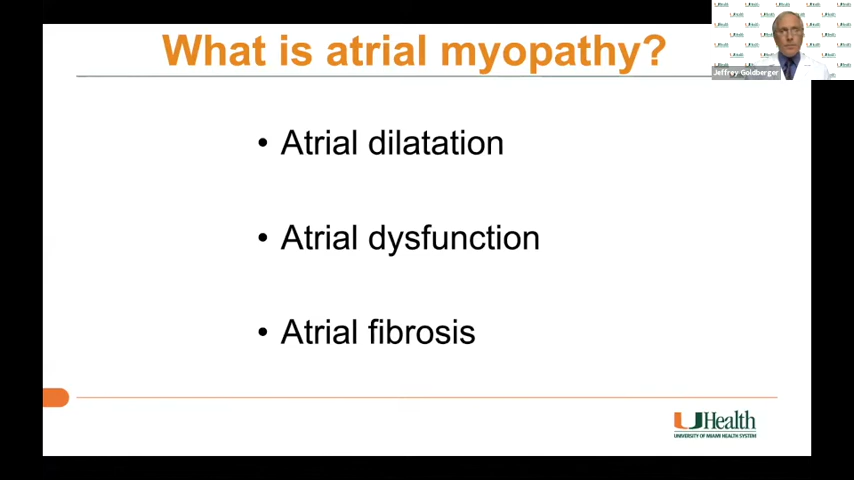 What is atrial myopathy?
Jeffrey Goldberger
• Atrial dilatation
• Atrial dysfunction
• Atrial fibrosis
UHealth
UNIVERSITY OF MIAMI HEALTH SYSTEM